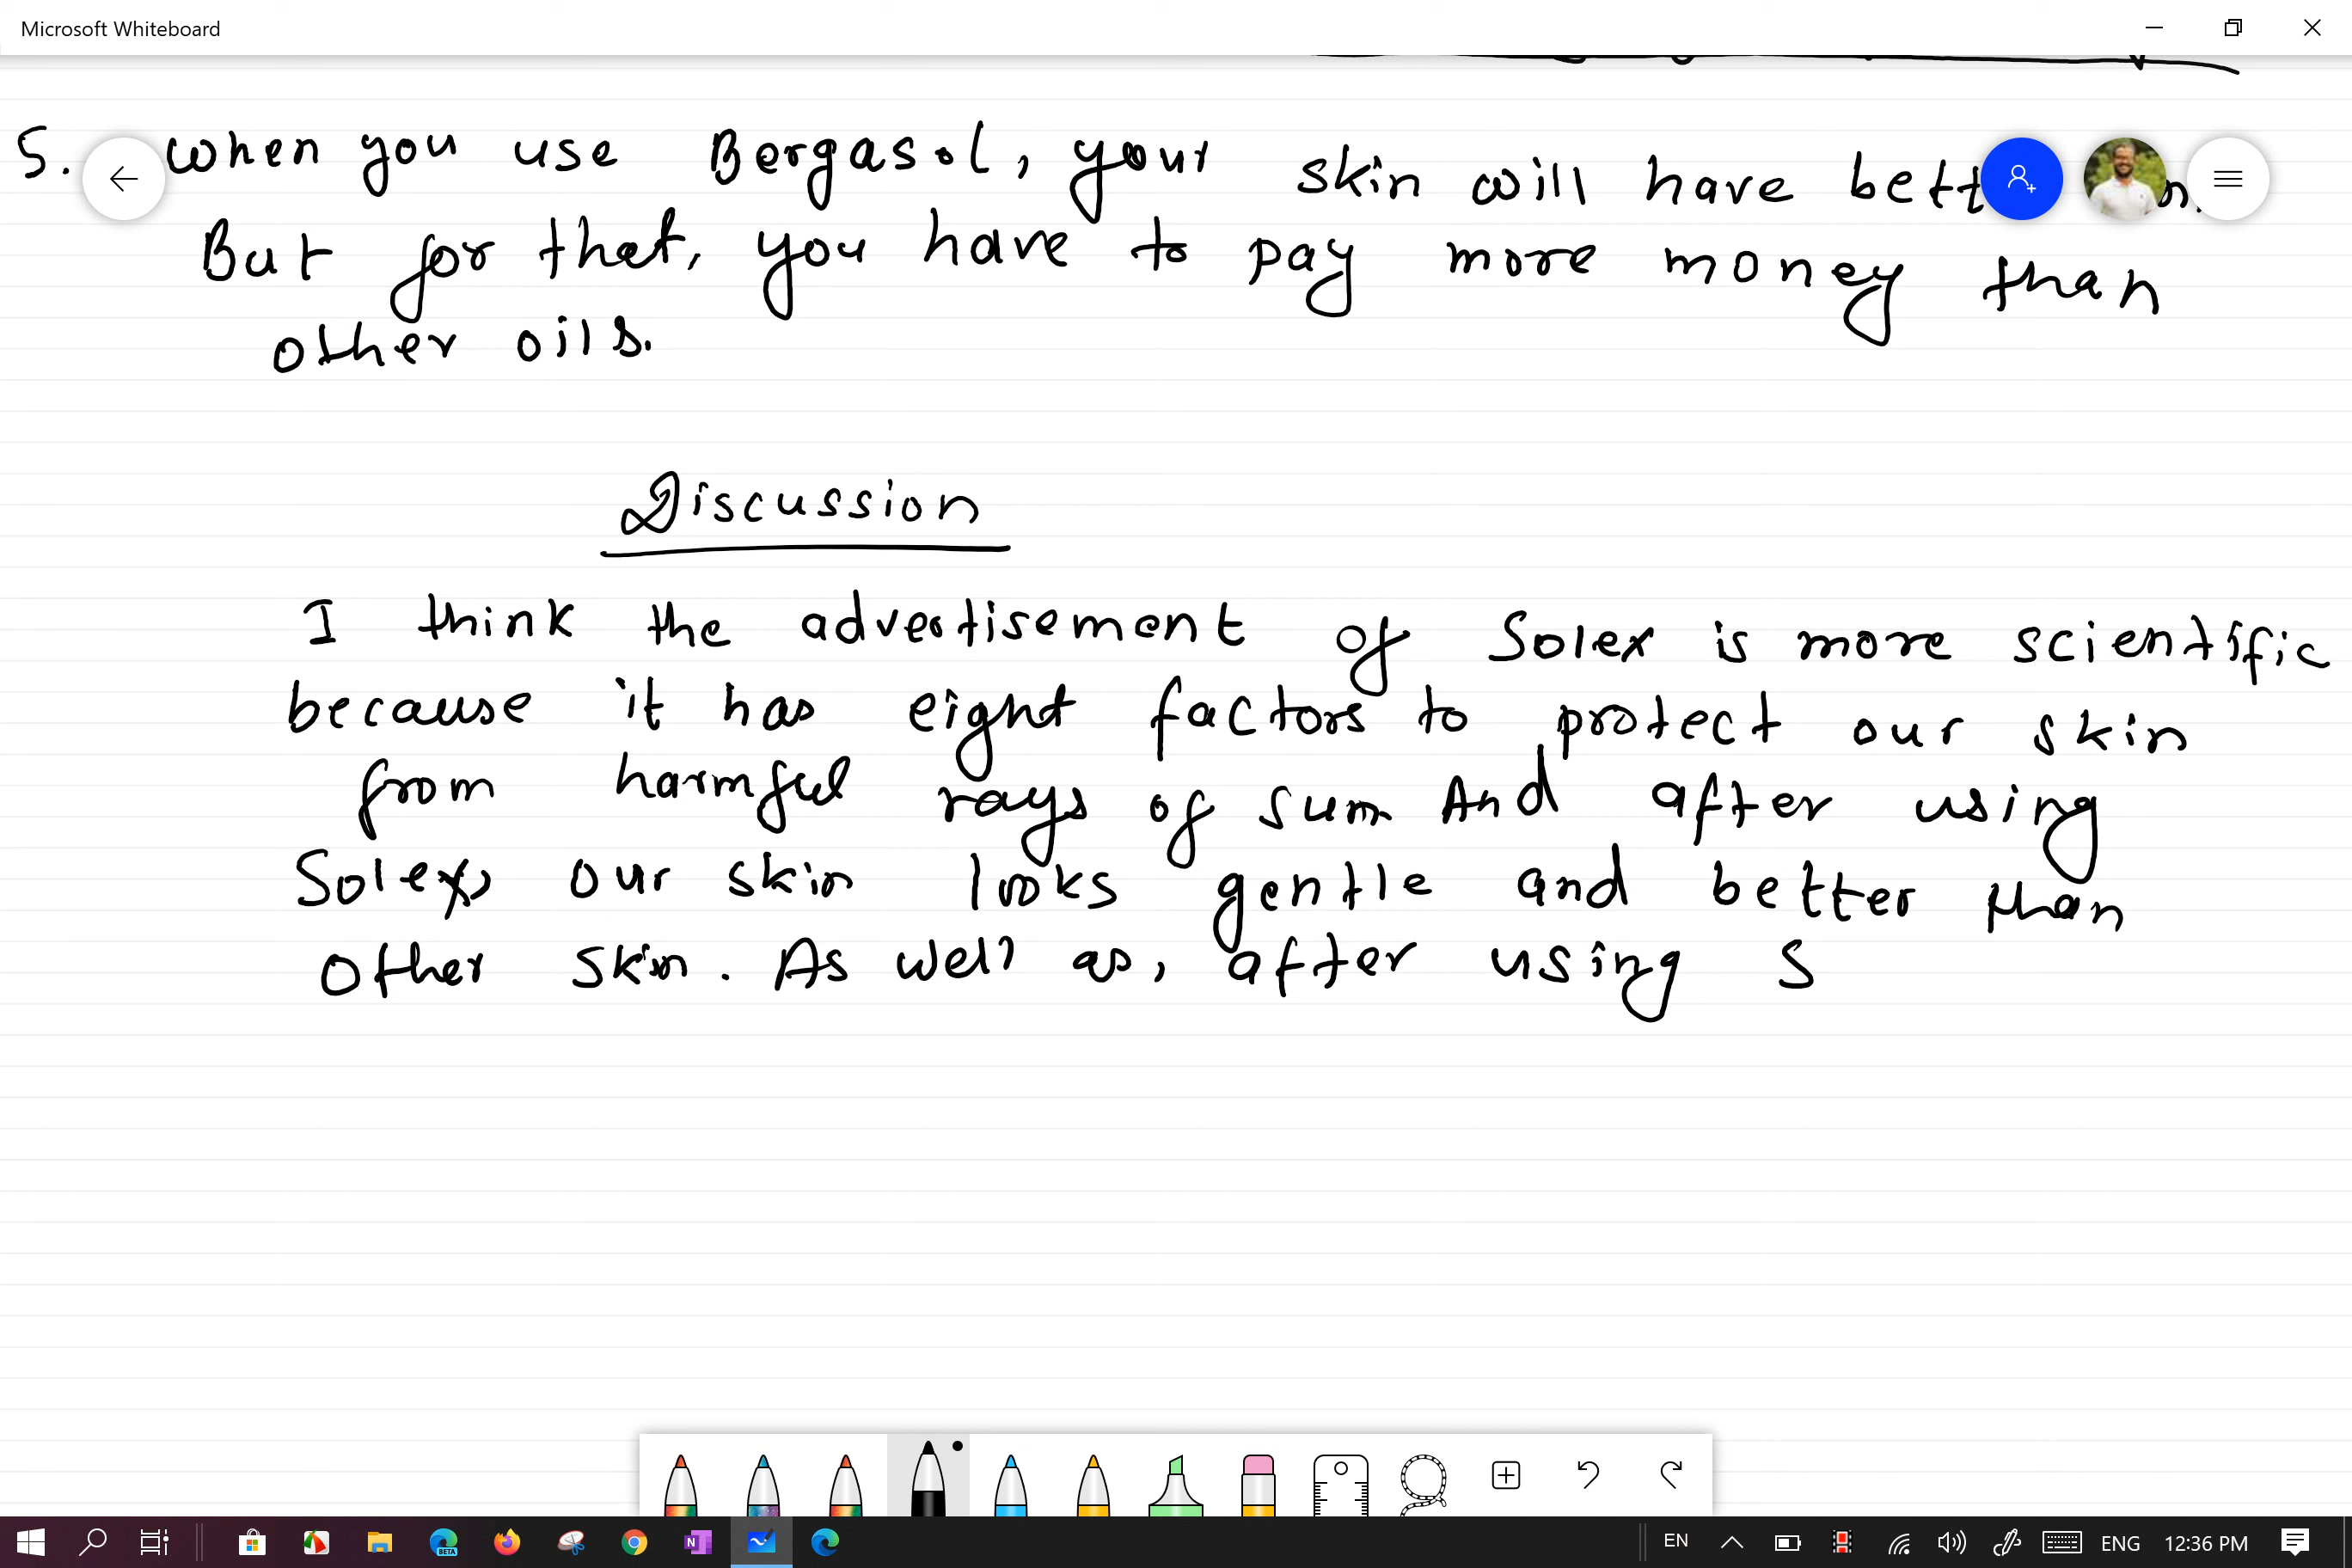 Microsoft Whiteboard
5. when you use Bergasol, your skin will have
But for that, you have to pay more money than
other oils.
Discussion
I think the advertisement of Solex is more scientific
because it has eight factors to protect our skin
from harmful rays of sum And after using
Solex, our skin looks gentle and better than
other skin. As well as, after using S
BETA
N
EN
ENG
12:36 PM